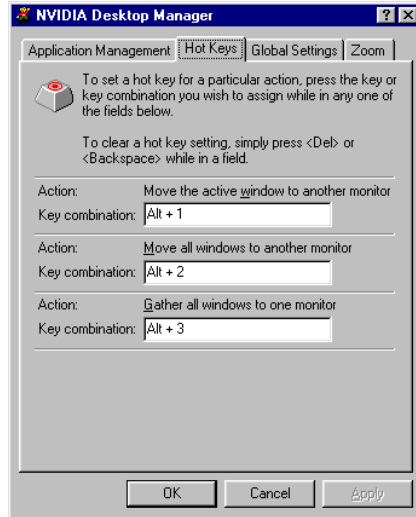 NVIDIA Desktop Manager
Application Management Hot Keys Global Settings Zoom
To set a hot key for a particular action, press the key or
key combination you wish to assign while in any one of
the fields below.
To clear a hot key setting, simply press <Del> or
<Backspace> while in a field.
Action: Move the active window to another monitor
Key combination: Alt + 1
Action: Move all windows to another monitor
Key combination: Alt + 2
Action: Gather all windows to one monitor
Key combination: Alt + 3
OK Cancel Apply